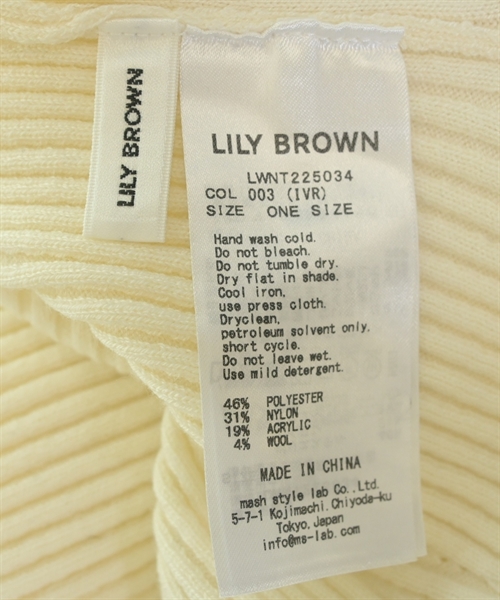 LILY BROWN
LILY BROWN
LWNT225034
COL 003 (IVR)
SIZE ONE SIZE
Hand wash cold.
Do not bleach.
Do not tumble dry.
Dry flat in shade.
Cool iron,
use press cloth.
Dryclean,
petroleum solvent only.
short cycle.
Do not leave wet.
Use mild detergent.
46% POLYESTER
31% NYLON
19% ACRYLIC
4% WOOL
MADE IN CHINA
mash style lab Co.,Ltd.
5-7-1 Kojimachi,Chiyoda-ku
Tokyo,Japan
info@ms-lab.com